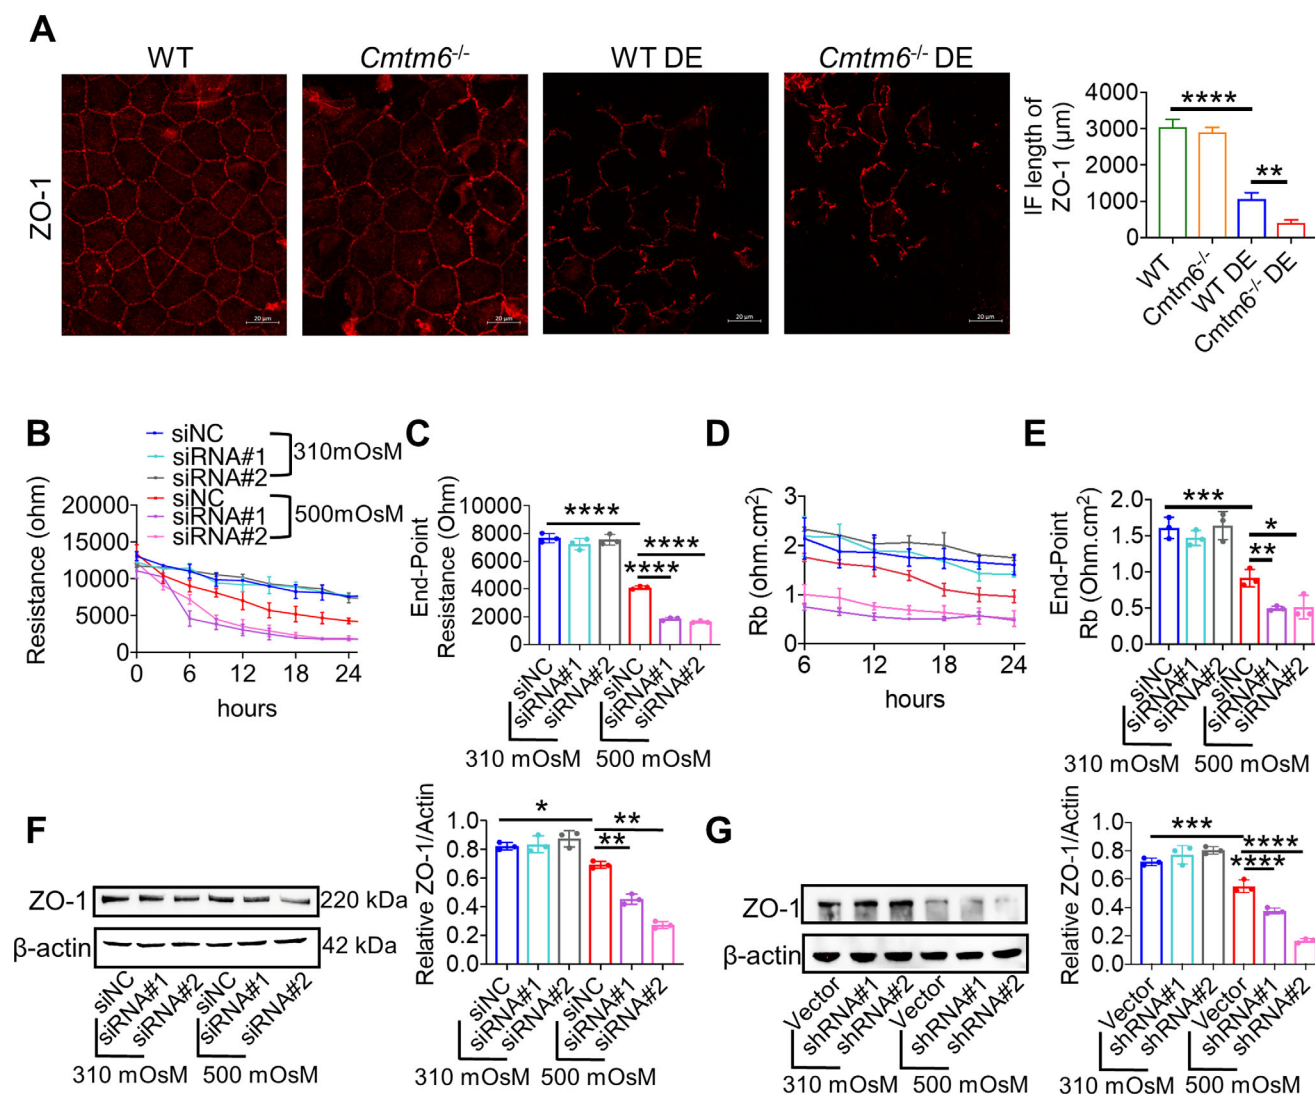 A
WT
Cmtm6-/-
WT DE
Cmtm6-/- DE
ZO-1
20 µm
20 µm
20 µm
20 µm
IF length of
ZO-1 (µm)
4000
3000
2000
1000
0
****
**
WT
Cmtm6-/-
WT DE
Cmtm6-/- DE
B
siNC
siRNA#1
siRNA#2
310mOsM
siNC
siRNA#1
siRNA#2
500mOsM
Resistance (ohm)
20000
15000
10000
5000
0
0 6 12 18 24
hours
C
End-Point
Resistance (Ohm)
10000
8000
6000
4000
2000
0
****
****
****
siNC
siRNA#1
siRNA#2
siNC
siRNA#1
siRNA#2
310 mOsM
500 mOsM
D
Rb (ohm.cm2)
3
2
1
0
6 12 18 24
hours
E
End-Point
Rb (Ohm.cm2)
2.0
1.5
1.0
0.5
0.0
***
*
**
siNC
siRNA#1
siRNA#2
siNC
siRNA#1
siRNA#2
310 mOsM
500 mOsM
F
ZO-1
220 kDa
β-actin
42 kDa
siNC
siRNA#1
siRNA#2
siNC
siRNA#1
siRNA#2
310 mOsM
500 mOsM
Relative ZO-1/Actin
1.0
0.8
0.6
0.4
0.2
0.0
*
**
**
siNC
siRNA#1
siRNA#2
siNC
siRNA#1
siRNA#2
310 mOsM
500 mOsM
G
ZO-1
β-actin
Vector
shRNA#1
shRNA#2
Vector
shRNA#1
shRNA#2
310 mOsM
500 mOsM
Relative ZO-1/Actin
1.0
0.8
0.6
0.4
0.2
0.0
***
****
****
Vector
shRNA#1
shRNA#2
Vector
shRNA#1
shRNA#2
310 mOsM
500 mOsM